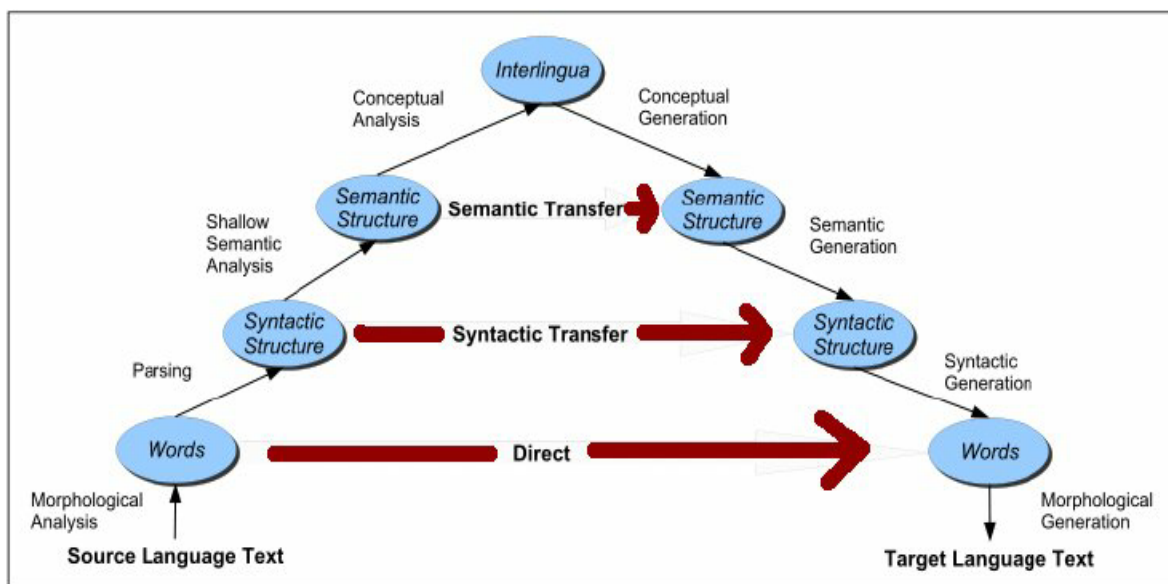 Interlingua
Conceptual
Analysis
Conceptual
Generation
Semantic
Structure
Semantic Transfer
Semantic
Structure
Shallow
Semantic
Analysis
Semantic
Generation
Syntactic
Structure
Syntactic Transfer
Syntactic
Structure
Parsing
Syntactic
Generation
Words
Direct
Words
Morphological
Analysis
Morphological
Generation
Source Language Text
Target Language Text